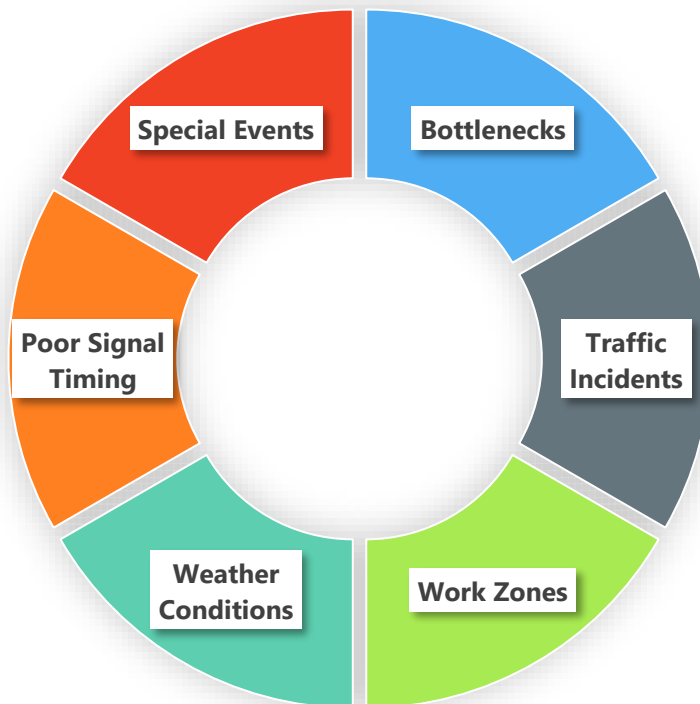 Special Events
Bottlenecks
Poor Signal
Timing
Traffic
Incidents
Weather
Conditions
Work Zones